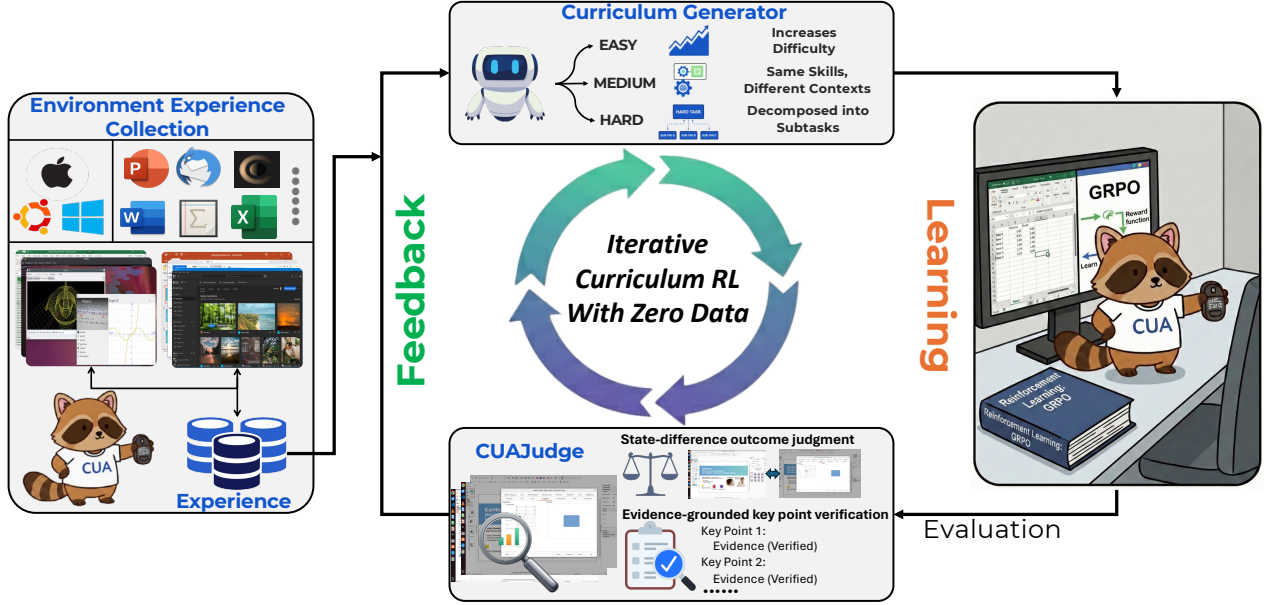 Environment Experience
Collection
P
W
Σ
X
CUA
Experience
Feedback
Curriculum Generator
EASY
MEDIUM
HARD
Increases
Difficulty
Same Skills,
Different Contexts
Decomposed into
Subtasks
HARD TASK
Iterative
Curriculum RL
With Zero Data
Learning
GRPO
Reward
function
Learn
CUA
Reinforcement
Learning:
GRPO
Reinforcement Learning:
GRPO
Evaluation
CUAJudge
State-difference outcome judgment
Evidence-grounded key point verification
Key Point 1:
Evidence (Verified)
Key Point 2:
Evidence (Verified)
••••••